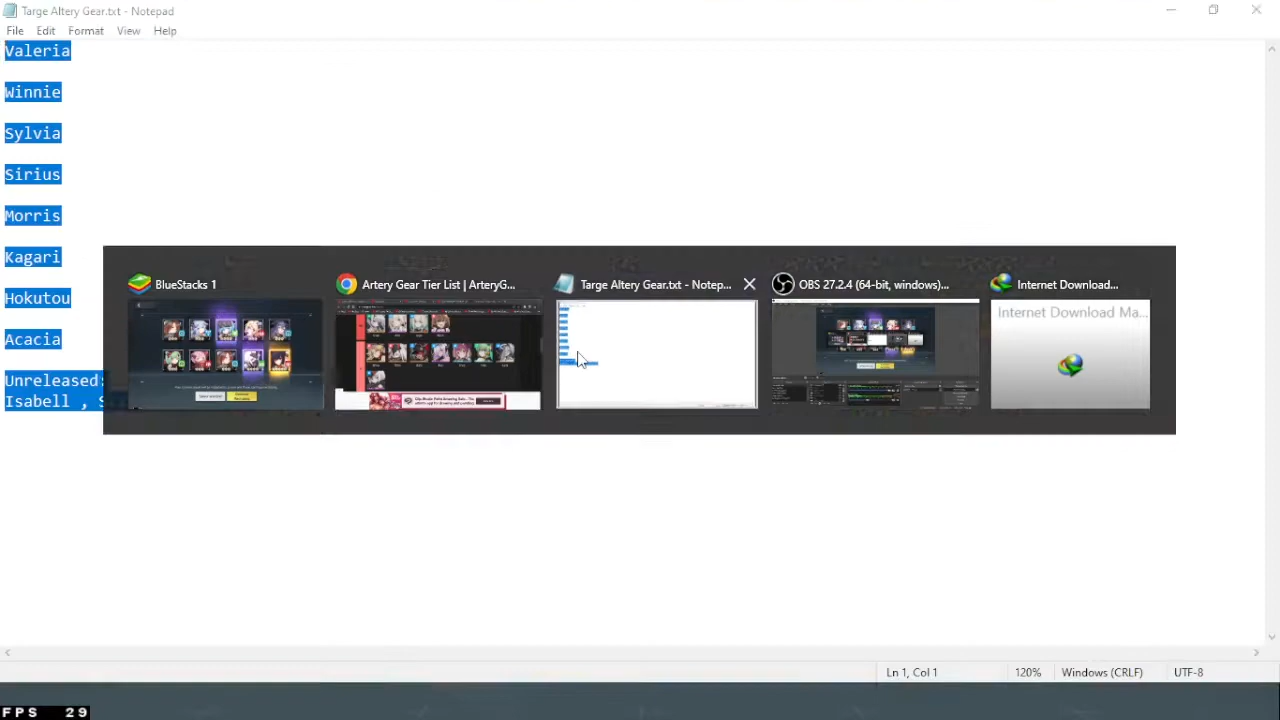 Targe Altery Gear.txt - Notepad
File Edit Format View Help
Valeria
Winnie
Sylvia
Sirius
Morris
Kagari
Hokutou
Acacia
Unreleased:
Isabell , S
BlueStacks 1
Artery Gear Tier List | ArteryG...
Targe Altery Gear.txt - Notep...
OBS 27.2.4 (64-bit, windows)...
Internet Download...
Internet Download Ma...
Ln 1, Col 1
120%
Windows (CRLF)
UTF-8
FPS 29